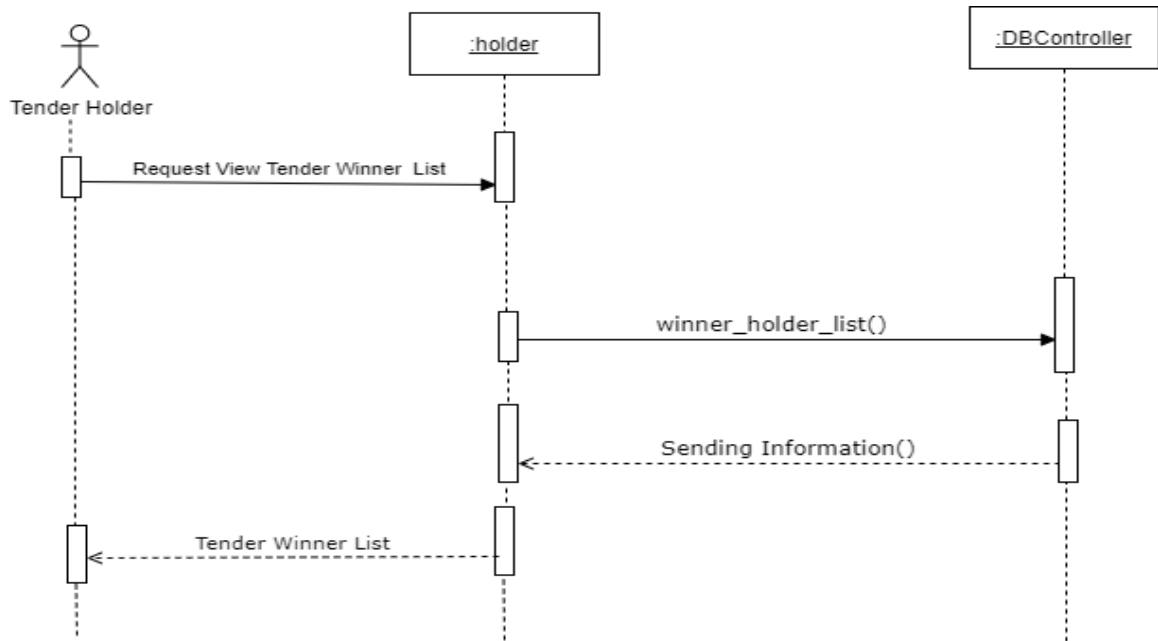 :holder
:DBController
Tender Holder
Request View Tender Winner List
winner_holder_list()
Sending Information()
Tender Winner List